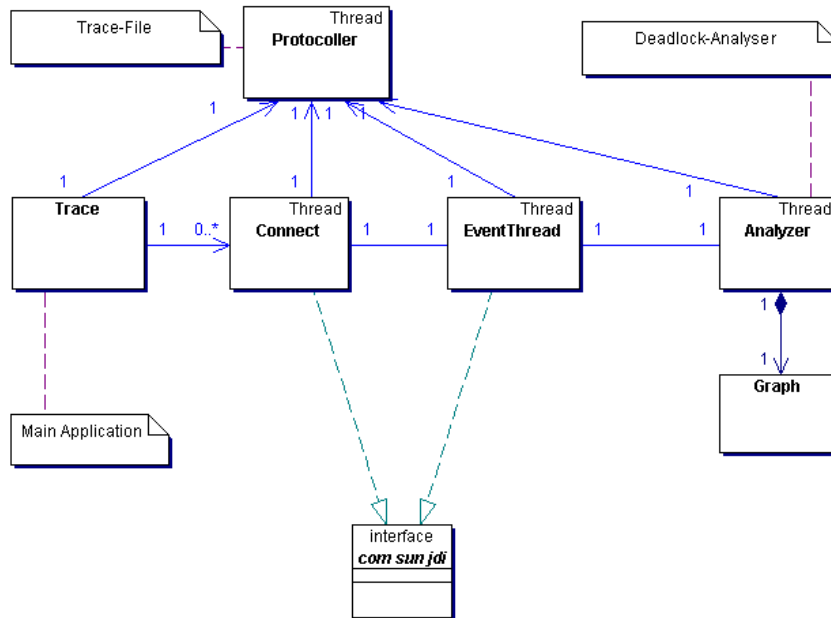 Thread
Trace-File
Protocoller
Deadlock-Analyser
1
1
1
1
1
1
1
1
Trace
1
0..*
Thread
Connect
1
1
Thread
EventThread
1
1
Thread
Analyzer
1
1
Graph
Main Application
interface
com sun jdi